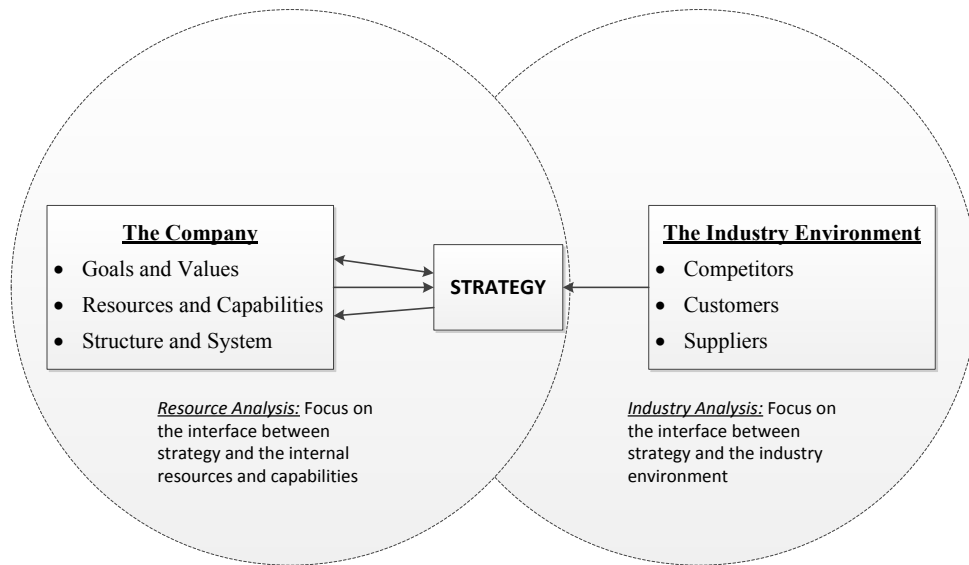 The Company
• Goals and Values
• Resources and Capabilities
• Structure and System
STRATEGY
The Industry Environment
• Competitors
• Customers
• Suppliers
Resource Analysis: Focus on
the interface between
strategy and the internal
resources and capabilities
Industry Analysis: Focus on
the interface between
strategy and the industry
environment